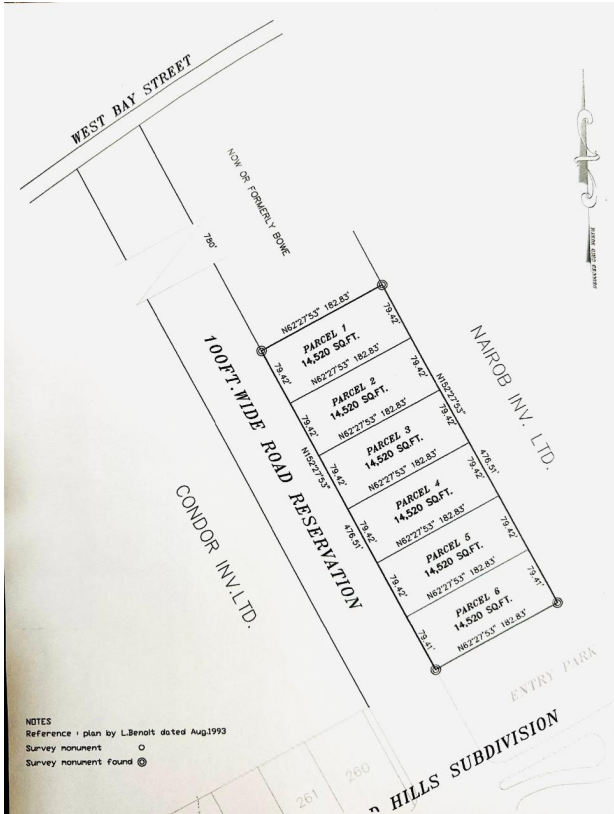 WEST BAY STREET
NOW OR FORMERLY BOWE
780'
N62°27'53" 182.83'
PARCEL 1
14,520 SQ.FT.
79.42'
79.42'
N62°27'53" 182.83'
PARCEL 2
14,520 SQ.FT.
79.42'
79.42'
N62°27'53" 182.83'
PARCEL 3
14,520 SQ.FT.
79.42'
79.42'
N62°27'53" 182.83'
PARCEL 4
14,520 SQ.FT.
79.42'
79.42'
N62°27'53" 182.83'
PARCEL 5
14,520 SQ.FT.
79.42'
79.42'
N62°27'53" 182.83'
PARCEL 6
14,520 SQ.FT.
79.41'
79.41'
N62°27'53" 182.83'
N152°27'53"
476.51'
N152°27'53"
476.51'
NAIROB INV. LTD.
100FT.WIDE ROAD RESERVATION
CONDOR INV.LTD.
ENTRY PARK
HILLS SUBDIVISION
260
261
NOTES
Reference : plan by L.Benoit dated Aug.1993
Survey monument
Survey monument found